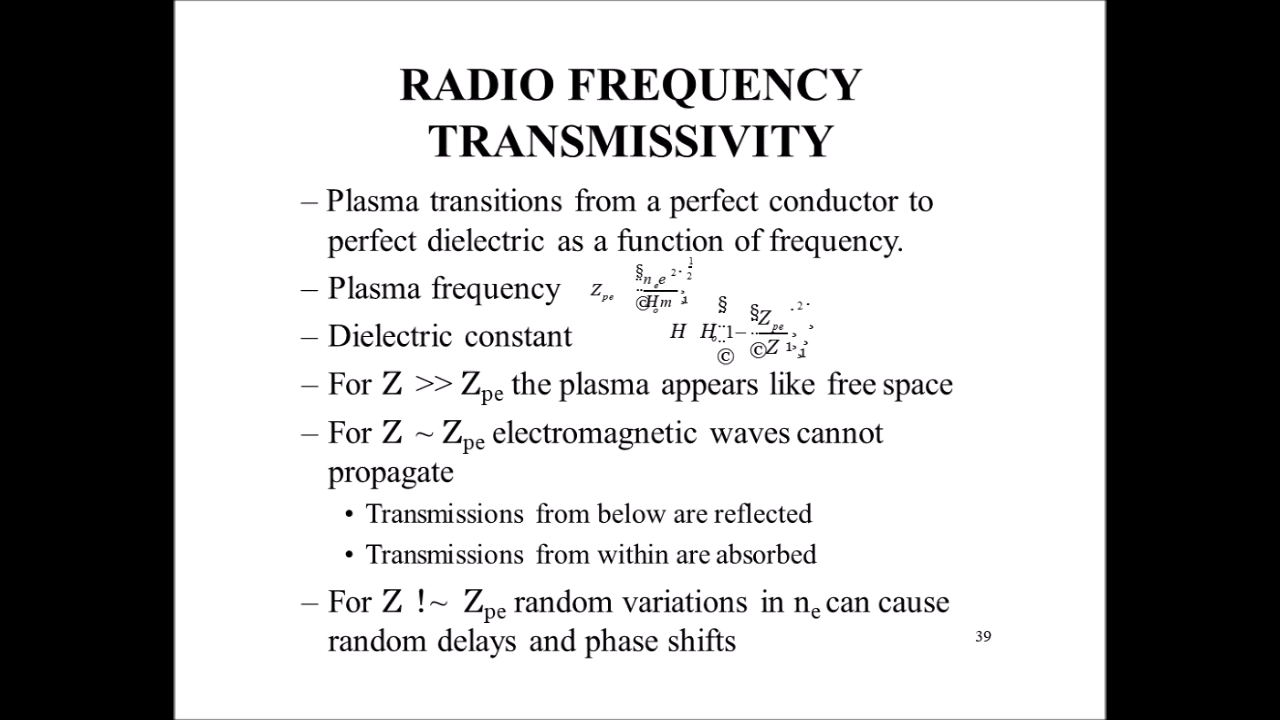 RADIO FREQUENCY
TRANSMISSIVITY
– Plasma transitions from a perfect conductor to
perfect dielectric as a function of frequency.
– Plasma frequency Z pe
– Dielectric constant H H o 1–
– For Z >> Zpe the plasma appears like free space
– For Z ~ Zpe electromagnetic waves cannot
propagate
• Transmissions from below are reflected
• Transmissions from within are absorbed
– For Z !~ Zpe random variations in ne can cause
random delays and phase shifts
39